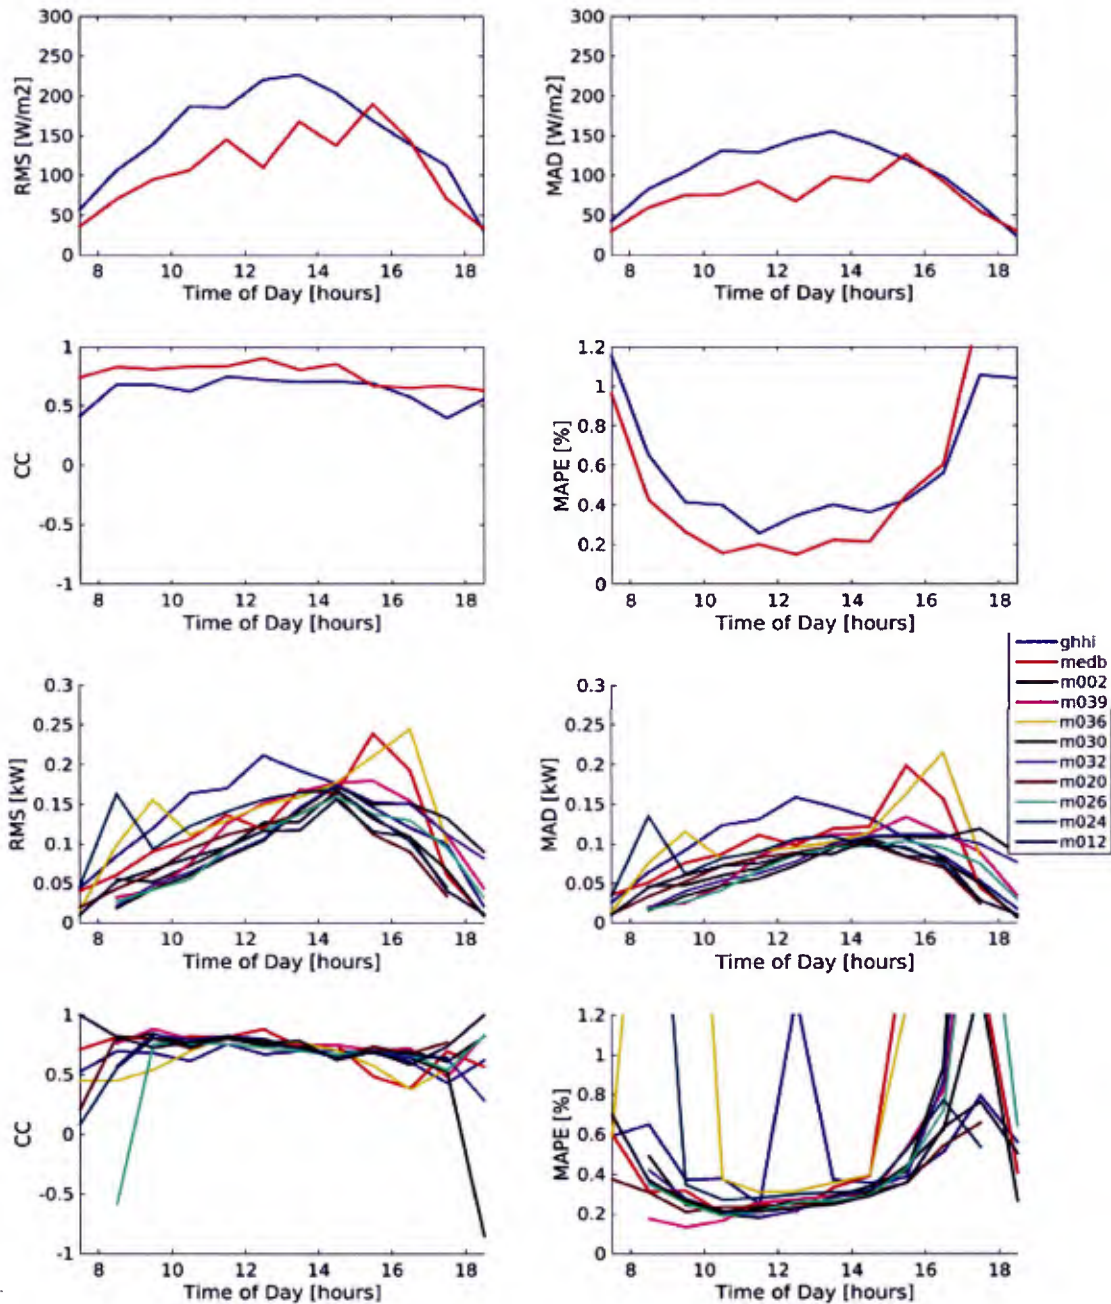 300
250
200
150
100
50
0
RMS [W/m2]
8 10 12 14 16 18
Time of Day [hours]
300
250
200
150
100
50
0
MAD [W/m2]
8 10 12 14 16 18
Time of Day [hours]
1
0.5
0
-0.5
-1
CC
8 10 12 14 16 18
Time of Day [hours]
1.2
1
0.8
0.6
0.4
0.2
0
MAPE [%]
8 10 12 14 16 18
Time of Day [hours]
ghhi
medb
m002
m039
m036
m030
m032
m020
m026
m024
m012
0.3
0.25
0.2
0.15
0.1
0.05
0
RMS [kW]
8 10 12 14 16 18
Time of Day [hours]
0.3
0.25
0.2
0.15
0.1
0.05
0
MAD [kW]
8 10 12 14 16 18
Time of Day [hours]
1
0.5
0
-0.5
-1
CC
8 10 12 14 16 18
Time of Day [hours]
1.2
1
0.8
0.6
0.4
0.2
0
MAPE [%]
8 10 12 14 16 18
Time of Day [hours]